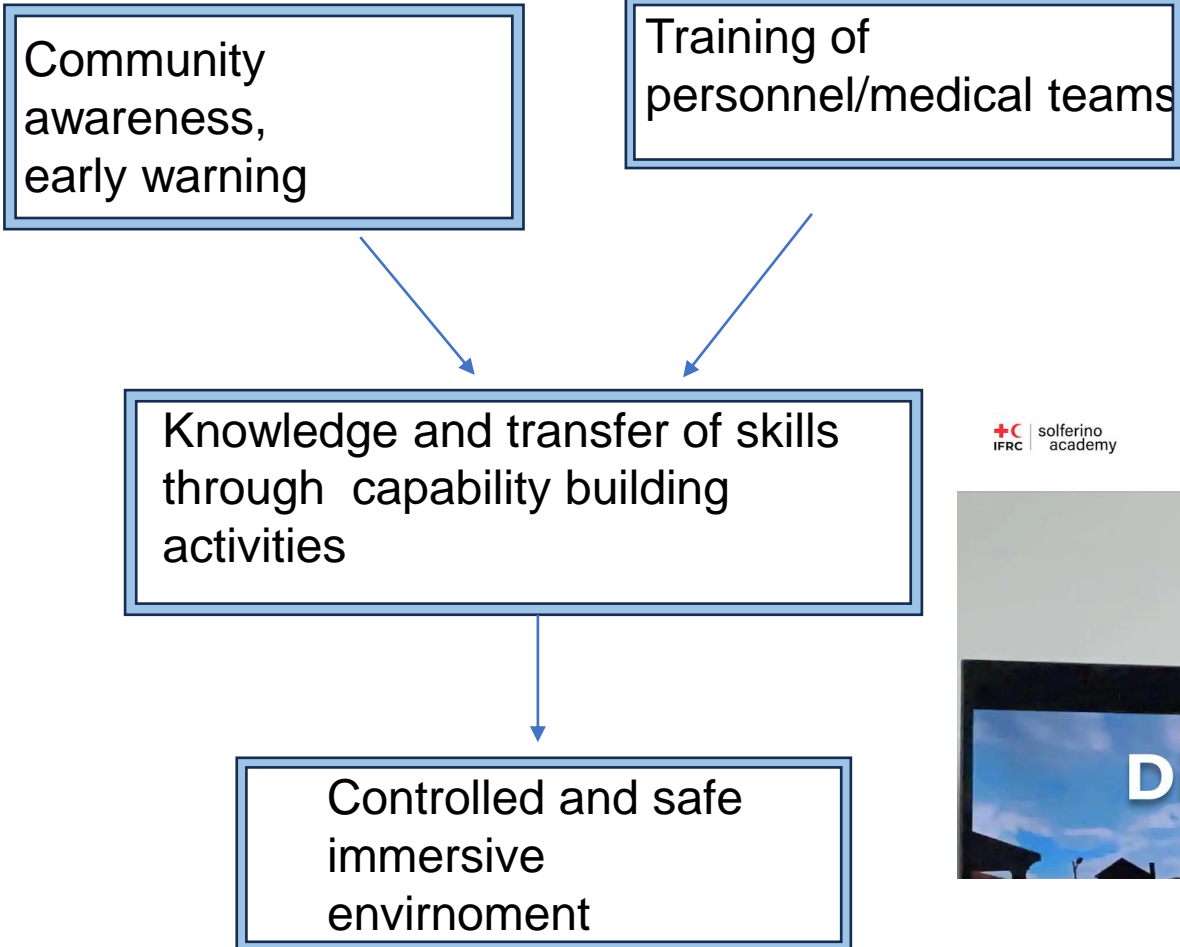 Community
awareness,
early warning
Training of
personnel/medical teams
Knowledge and transfer of skills
through  capability building
activities
IFRC
solferino
academy
D
Controlled and safe
immersive
envirnoment